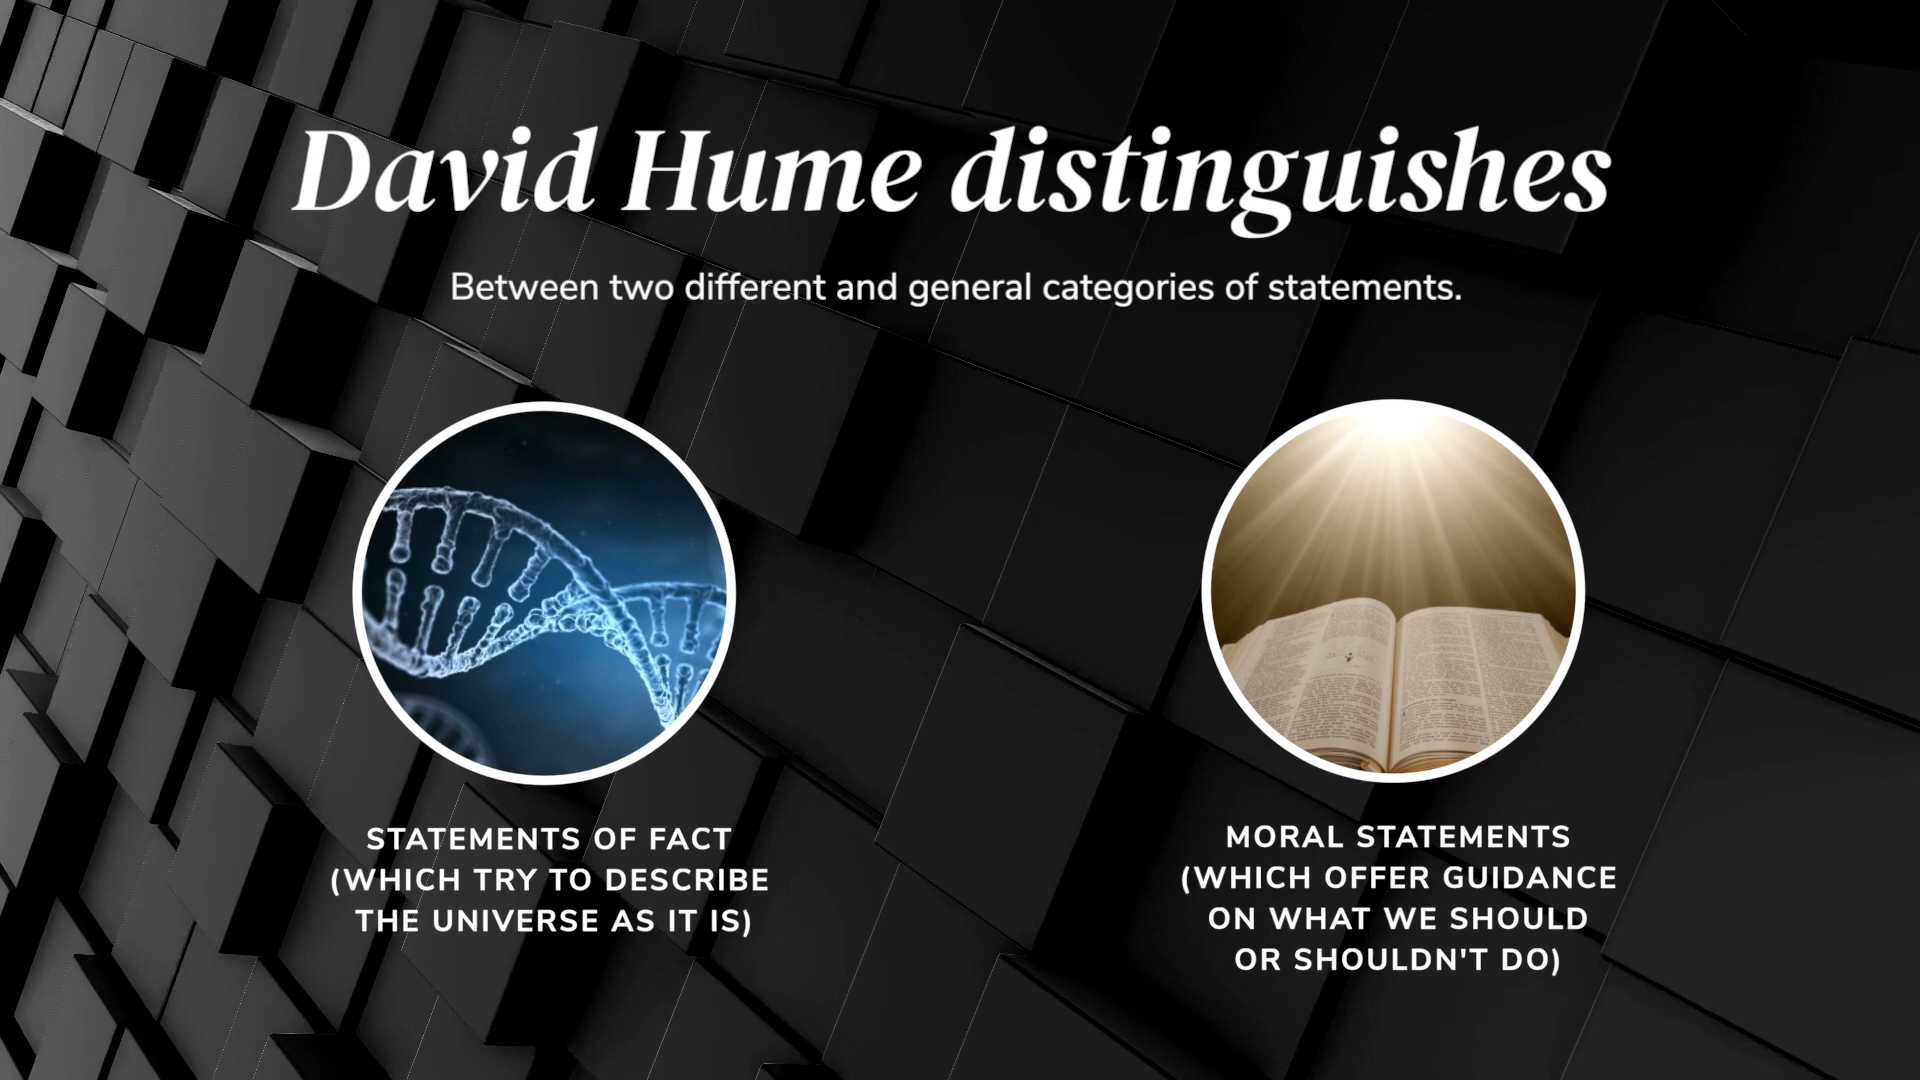 David Hume distinguishes
Between two different and general categories of statements.
STATEMENTS OF FACT
(WHICH TRY TO DESCRIBE
THE UNIVERSE AS IT IS)
MORAL STATEMENTS
(WHICH OFFER GUIDANCE
ON WHAT WE SHOULD
OR SHOULDN'T DO)